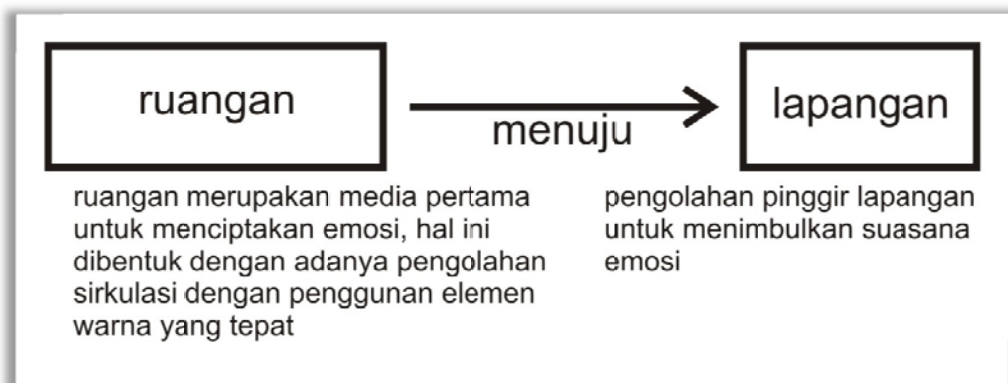 ruangan
menuju
lapangan
ruangan merupakan media pertama
untuk menciptakan emosi, hal ini
dibentuk dengan adanya pengolahan
sirkulasi dengan penggunan elemen
warna yang tepat
pengolahan pinggir lapangan
untuk menimbulkan suasana
emosi